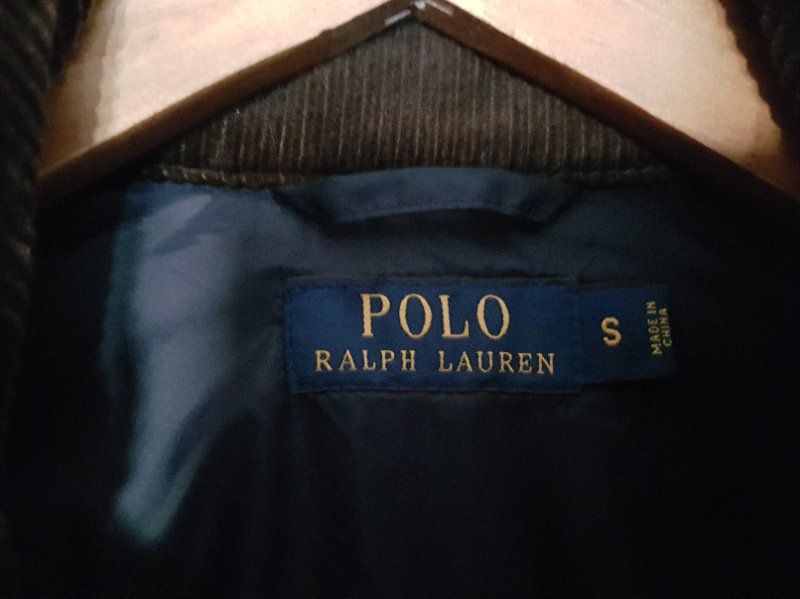 POLO
RALPH LAUREN
S
MADE IN
CHINA